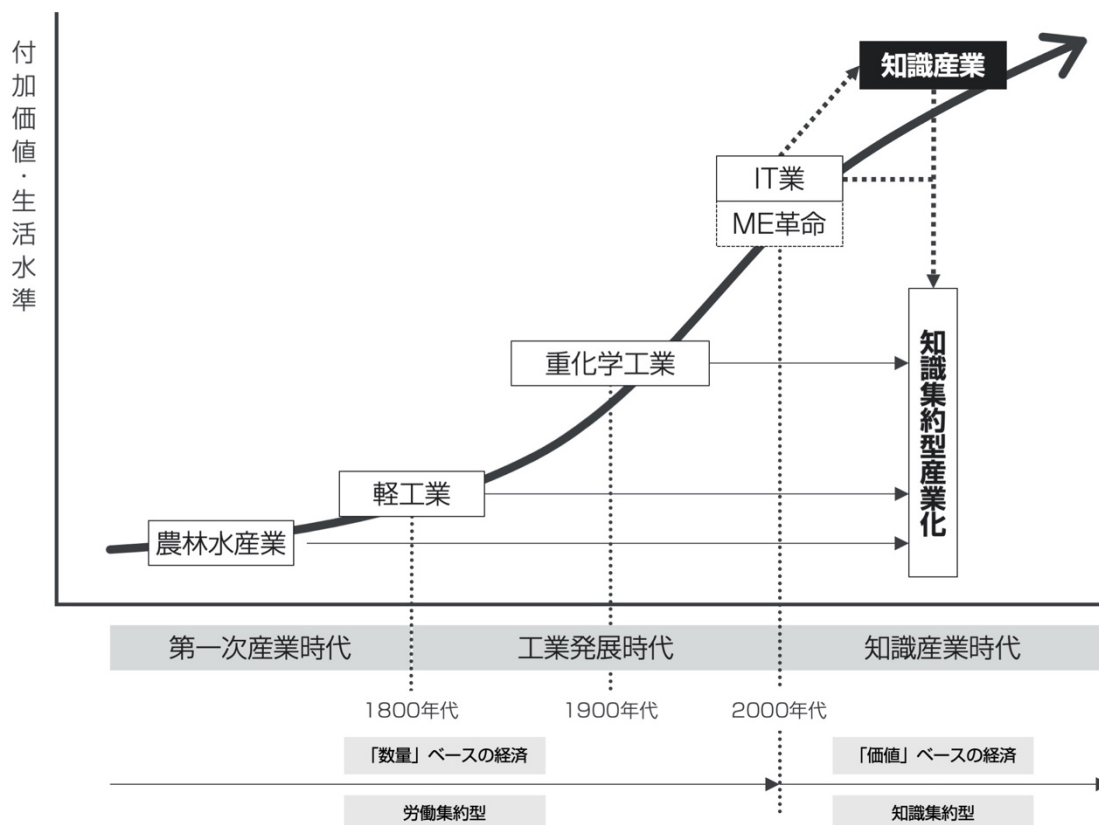 付加価値・生活水準
知識産業
IT業
ME革命
重化学工業
知識集約型産業化
軽工業
農林水産業
第一次産業時代
工業発展時代
知識産業時代
1800年代
1900年代
2000年代
「数量」ベースの経済
「価値」ベースの経済
労働集約型
知識集約型